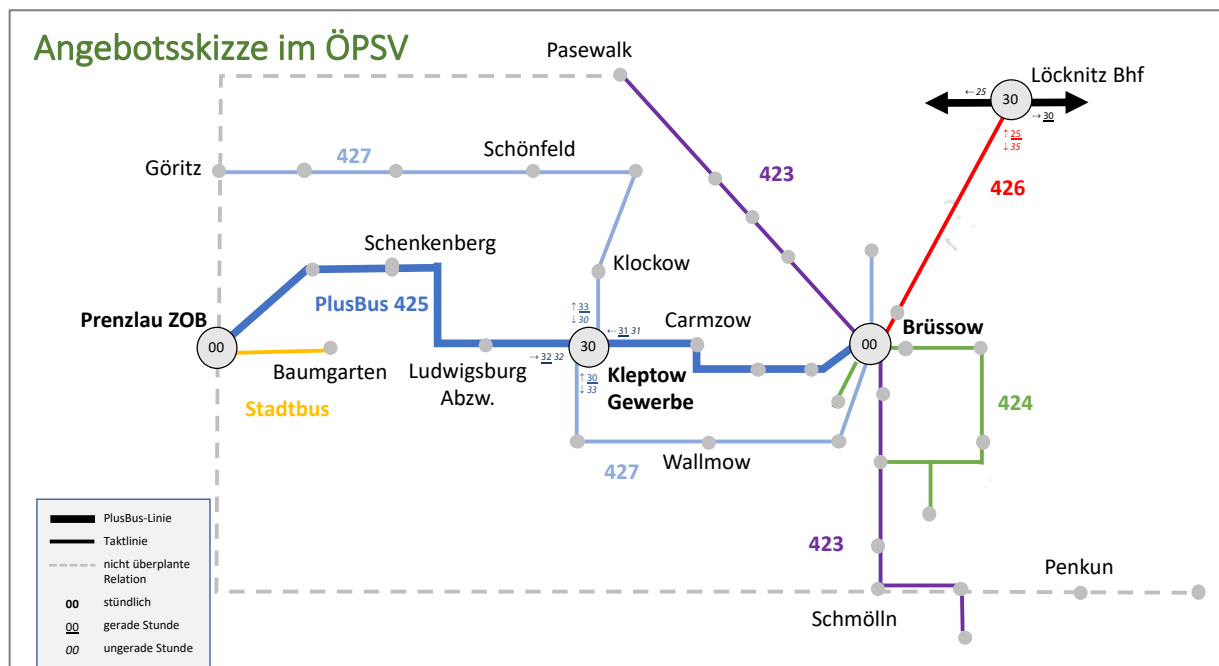 Angebotsskizze im ÖPSV
Pasewalk
Löcknitz Bhf
← 25
30
→ 30
↑ 25
↓ 35
Göritz
427
Schönfeld
423
426
Schenkenberg
Klockow
PlusBus 425
Prenzlau ZOB
00
↑ 33
↓ 30
← 31 31
Carmzow
Brüssow
00
30
→ 32 32
Baumgarten
Ludwigsburg
Abzw.
↑ 30
↓ 33
Kleptow
Gewerbe
Stadtbus
424
Wallmow
427
423
Penkun
Schmölln
PlusBus-Linie
Taktlinie
nicht überplante
Relation
00 stündlich
00 gerade Stunde
00 ungerade Stunde